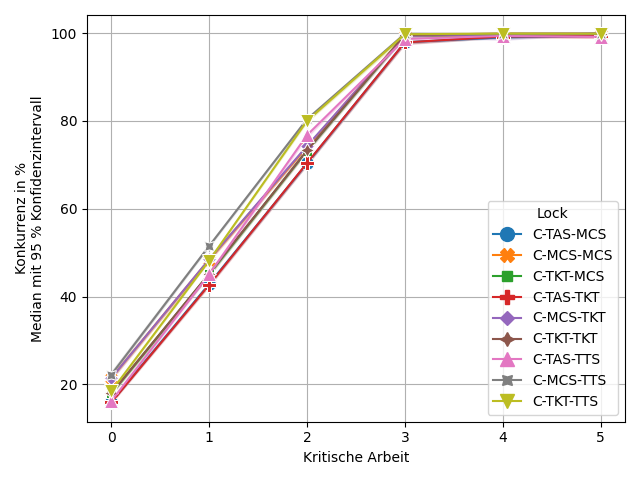 Konkurrenz in %
Median mit 95 % Konfidenzintervall
100
80
60
40
20
0 1 2 3 4 5
Kritische Arbeit
Lock
C-TAS-MCS
C-MCS-MCS
C-TKT-MCS
C-TAS-TKT
C-MCS-TKT
C-TKT-TKT
C-TAS-TTS
C-MCS-TTS
C-TKT-TTS